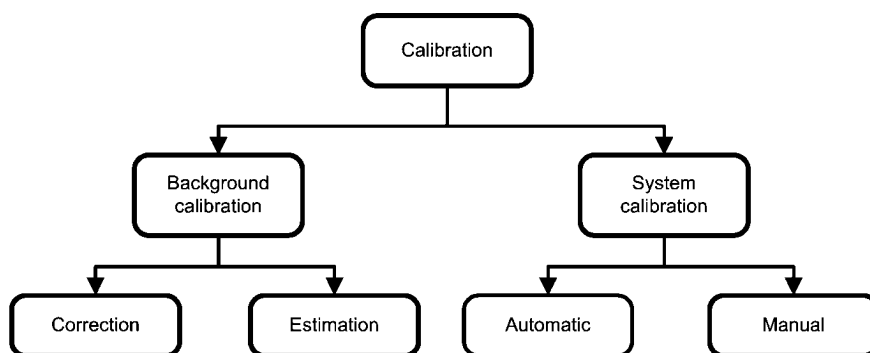 Calibration
Background
calibration
System
calibration
Correction
Estimation
Automatic
Manual